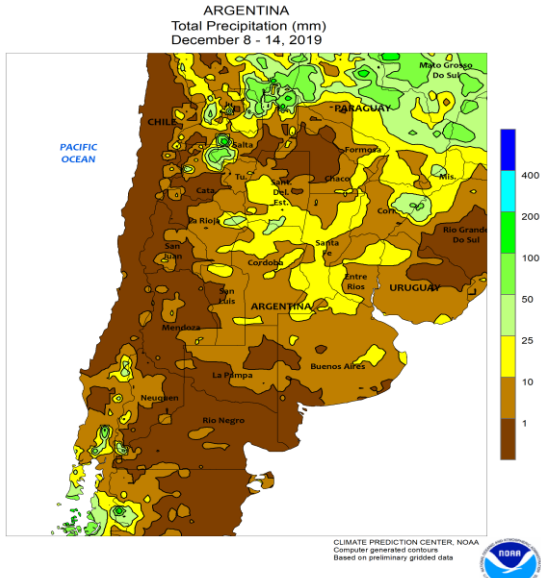 ARGENTINA
Total Precipitation (mm)
December 8 - 14, 2019
Mato Grosso
Do Sul
Ju.
PARAGUAY
CHILE
PACIFIC
OCEAN
Salta
Formosa
Tu.
Chaco
Mis.
Cata.
Sant.
Del.
Est.
Corr.
La Rioja
Rio Grande
Do Sul
San
Juan
Santa
Fe
Cordoba
Entre
Rios
URUGUAY
San
Luis
ARGENTINA
Mendoza
La Pampa
Buenos Aires
Neuquen
Rio Negro
400
200
100
50
25
10
1
CLIMATE PREDICTION CENTER, NOAA
Computer generated contours
Based on preliminary gridded data
NOAA